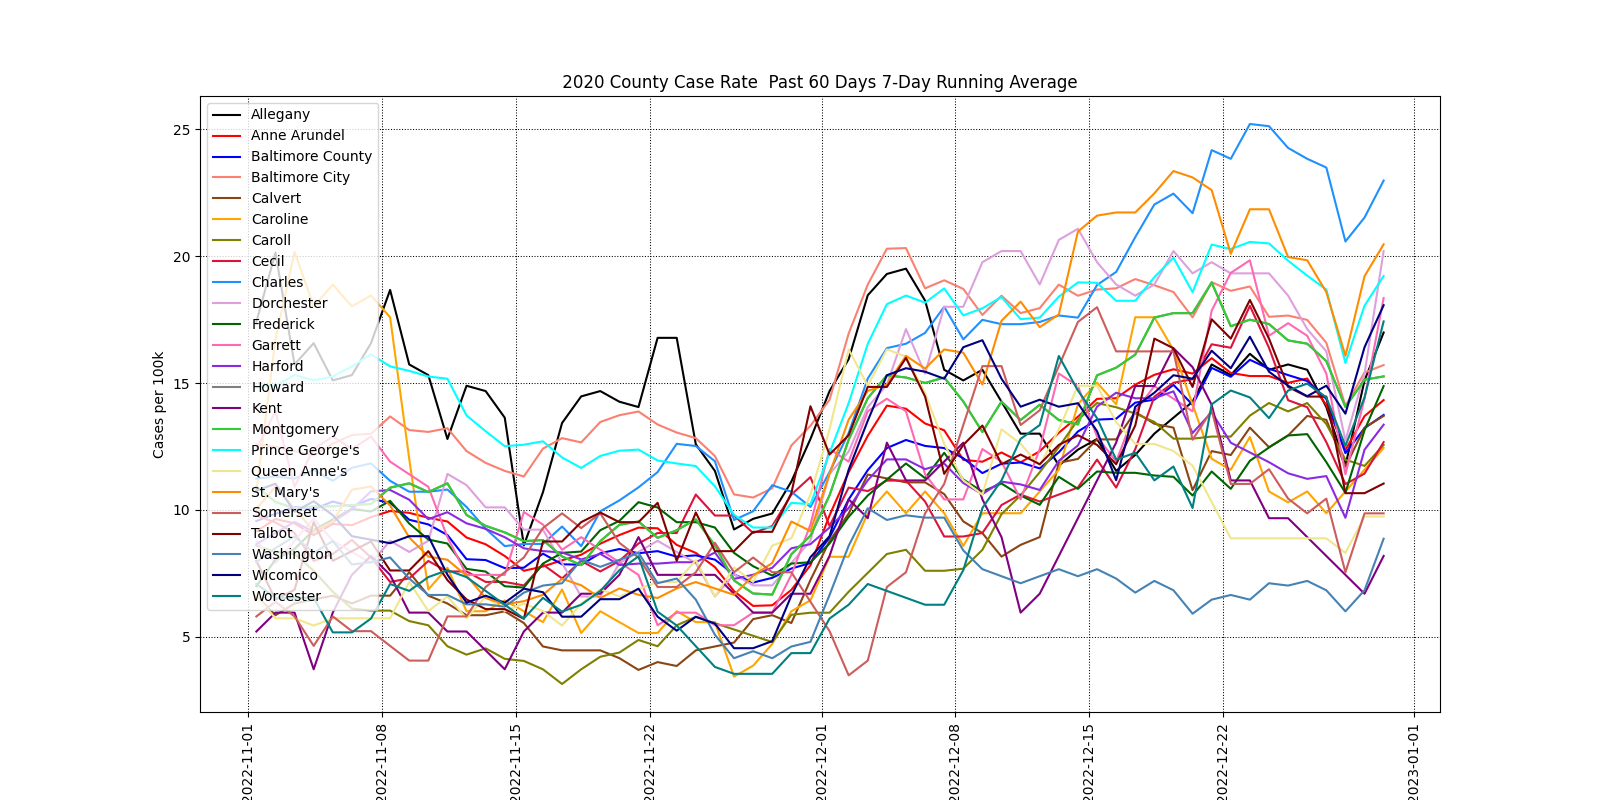 2020 County Case Rate  Past 60 Days 7-Day Running Average
Cases per 100k
25
20
15
10
5
Allegany
Anne Arundel
Baltimore County
Baltimore City
Calvert
Caroline
Caroll
Cecil
Charles
Dorchester
Frederick
Garrett
Harford
Howard
Kent
Montgomery
Prince George's
Queen Anne's
St. Mary's
Somerset
Talbot
Washington
Wicomico
Worcester
2022-11-01
2022-11-08
2022-11-15
2022-11-22
2022-12-01
2022-12-08
2022-12-15
2022-12-22
2023-01-01